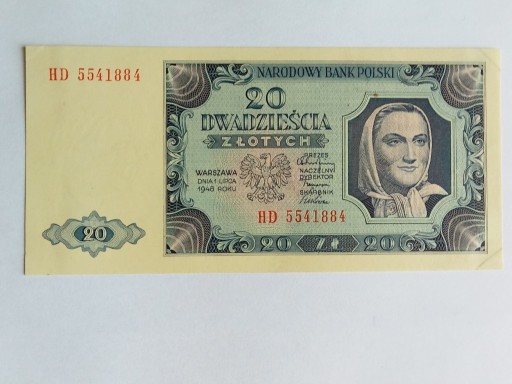 HD 5541884
NARODOWY BANK POLSKI
20
DWADZIEŚCIA
ZŁOTYCH
WARSZAWA
DNIA 1 LIPCA
1948 ROKU
PREZES
NACZELNY
DYREKTOR
SKARBNIK
HD 5541884
20
20 ZŁ 20